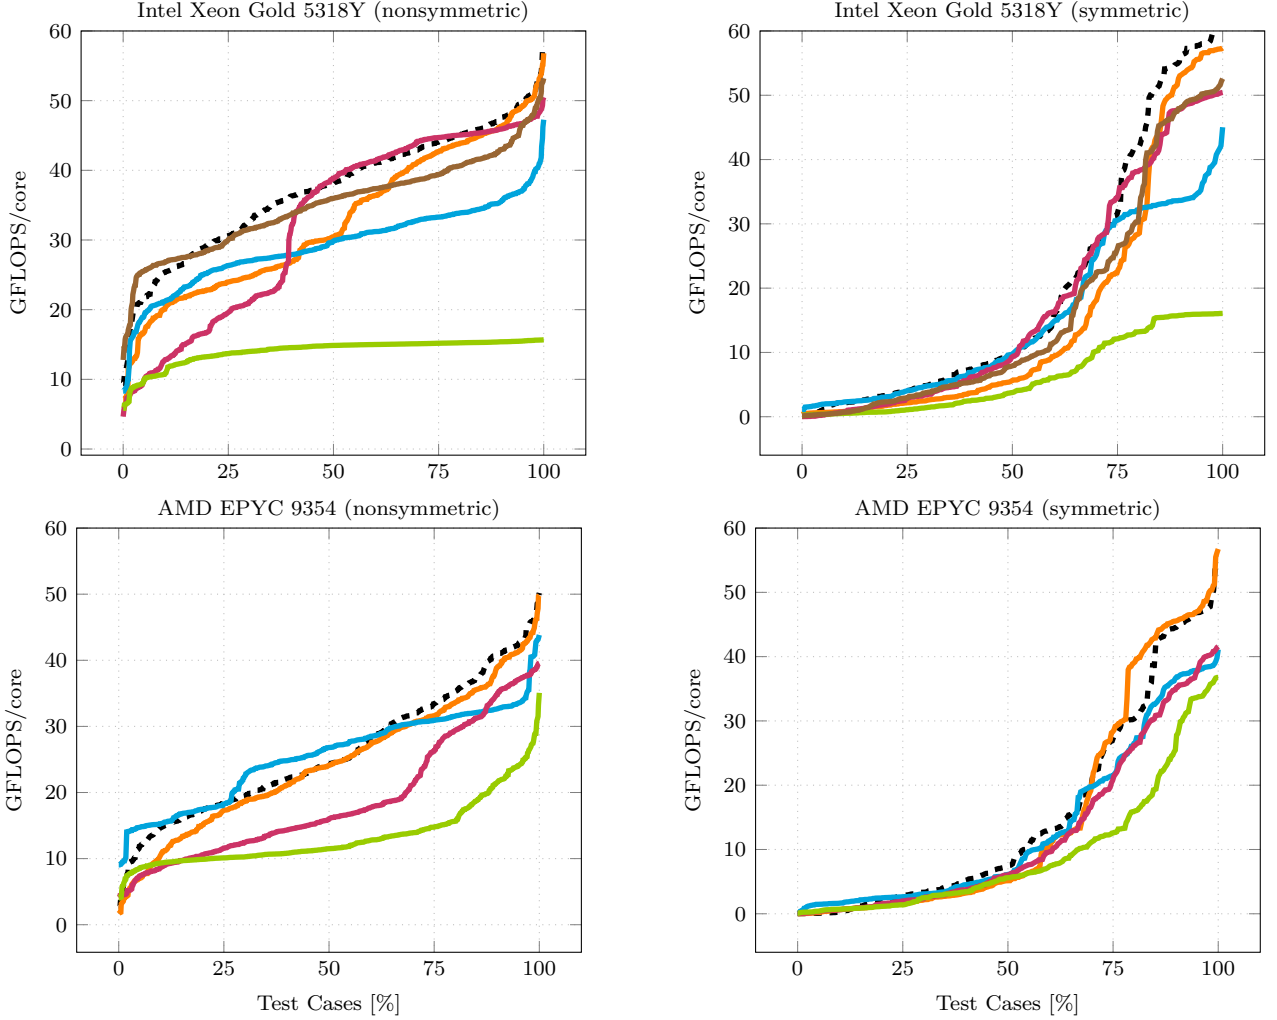 Intel Xeon Gold 5318Y (nonsymmetric)
60
50
40
30
20
10
0
GFLOPS/core
0 25 50 75 100
Intel Xeon Gold 5318Y (symmetric)
60
50
40
30
20
10
0
GFLOPS/core
0 25 50 75 100
AMD EPYC 9354 (nonsymmetric)
60
50
40
30
20
10
0
GFLOPS/core
0 25 50 75 100
Test Cases [%]
AMD EPYC 9354 (symmetric)
60
50
40
30
20
10
0
GFLOPS/core
0 25 50 75 100
Test Cases [%]